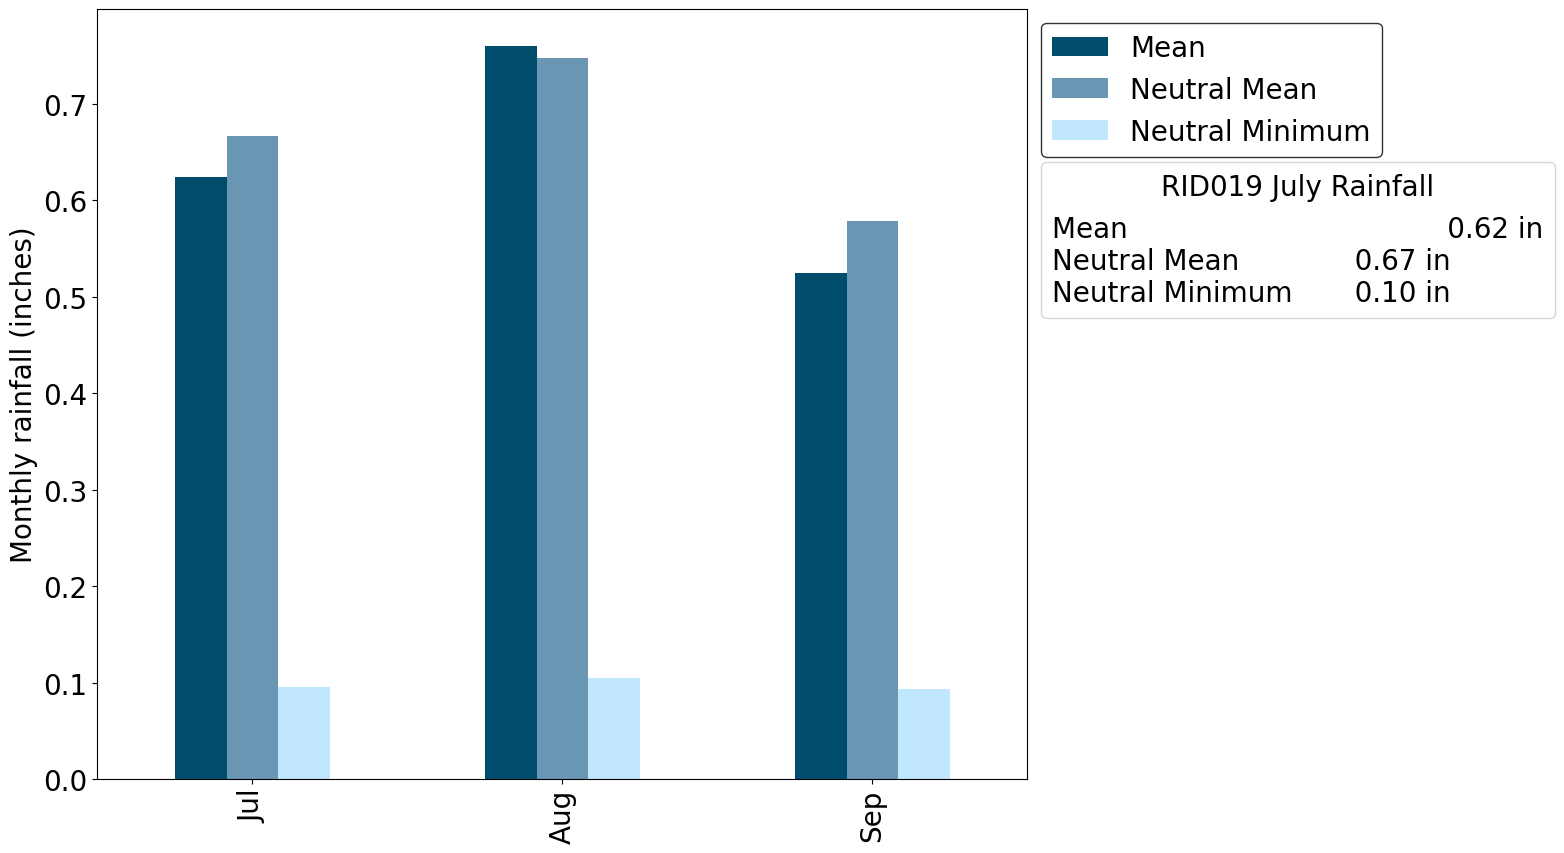 Mean
Neutral Mean
Neutral Minimum
RID019 July Rainfall
Mean 0.62 in
Neutral Mean 0.67 in
Neutral Minimum 0.10 in
Monthly rainfall (inches)
0.7
0.6
0.5
0.4
0.3
0.2
0.1
0.0
Jul
Aug
Sep